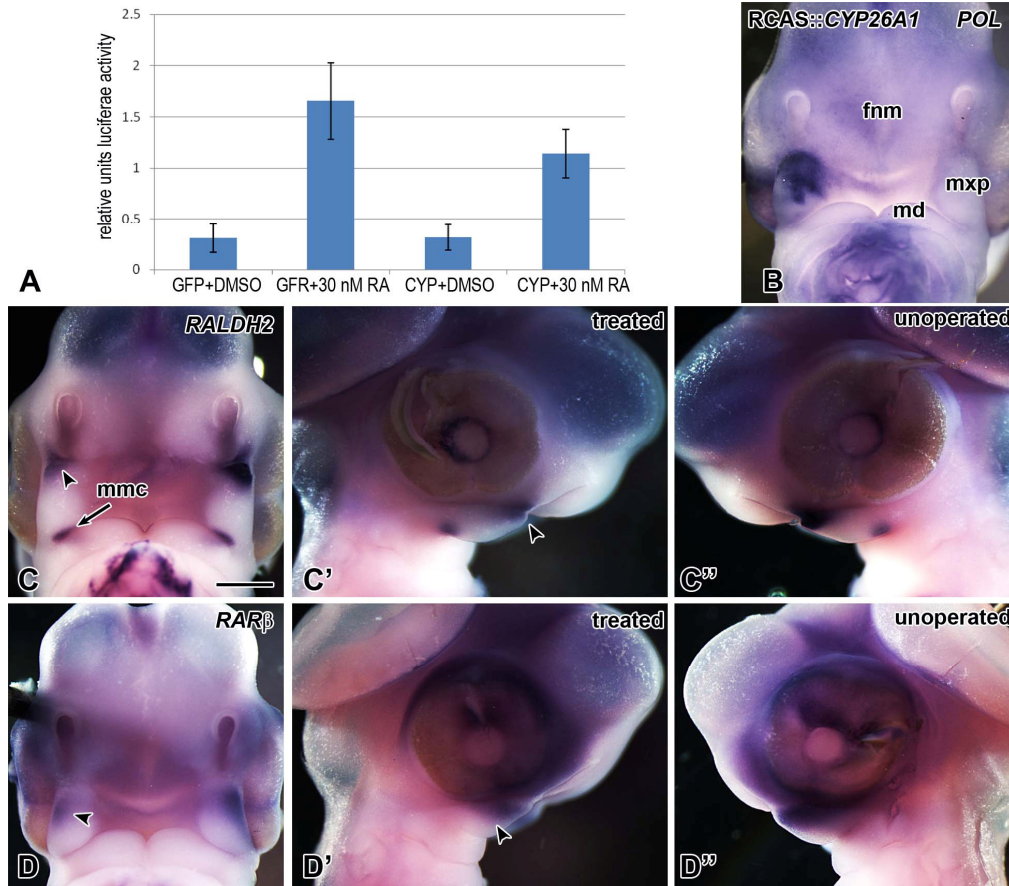 2.5
2
1.5
1
0.5
0
relative units luciferae activity
GFP+DMSO GFR+30 nM RA CYP+DMSO CYP+30 nM RA
A
RCAS::CYP26A1 POL
fnm
mxp
md
B
RALDH2
mmc
C
treated
C'
unoperated
C"
RARβ
D
treated
D'
unoperated
D"